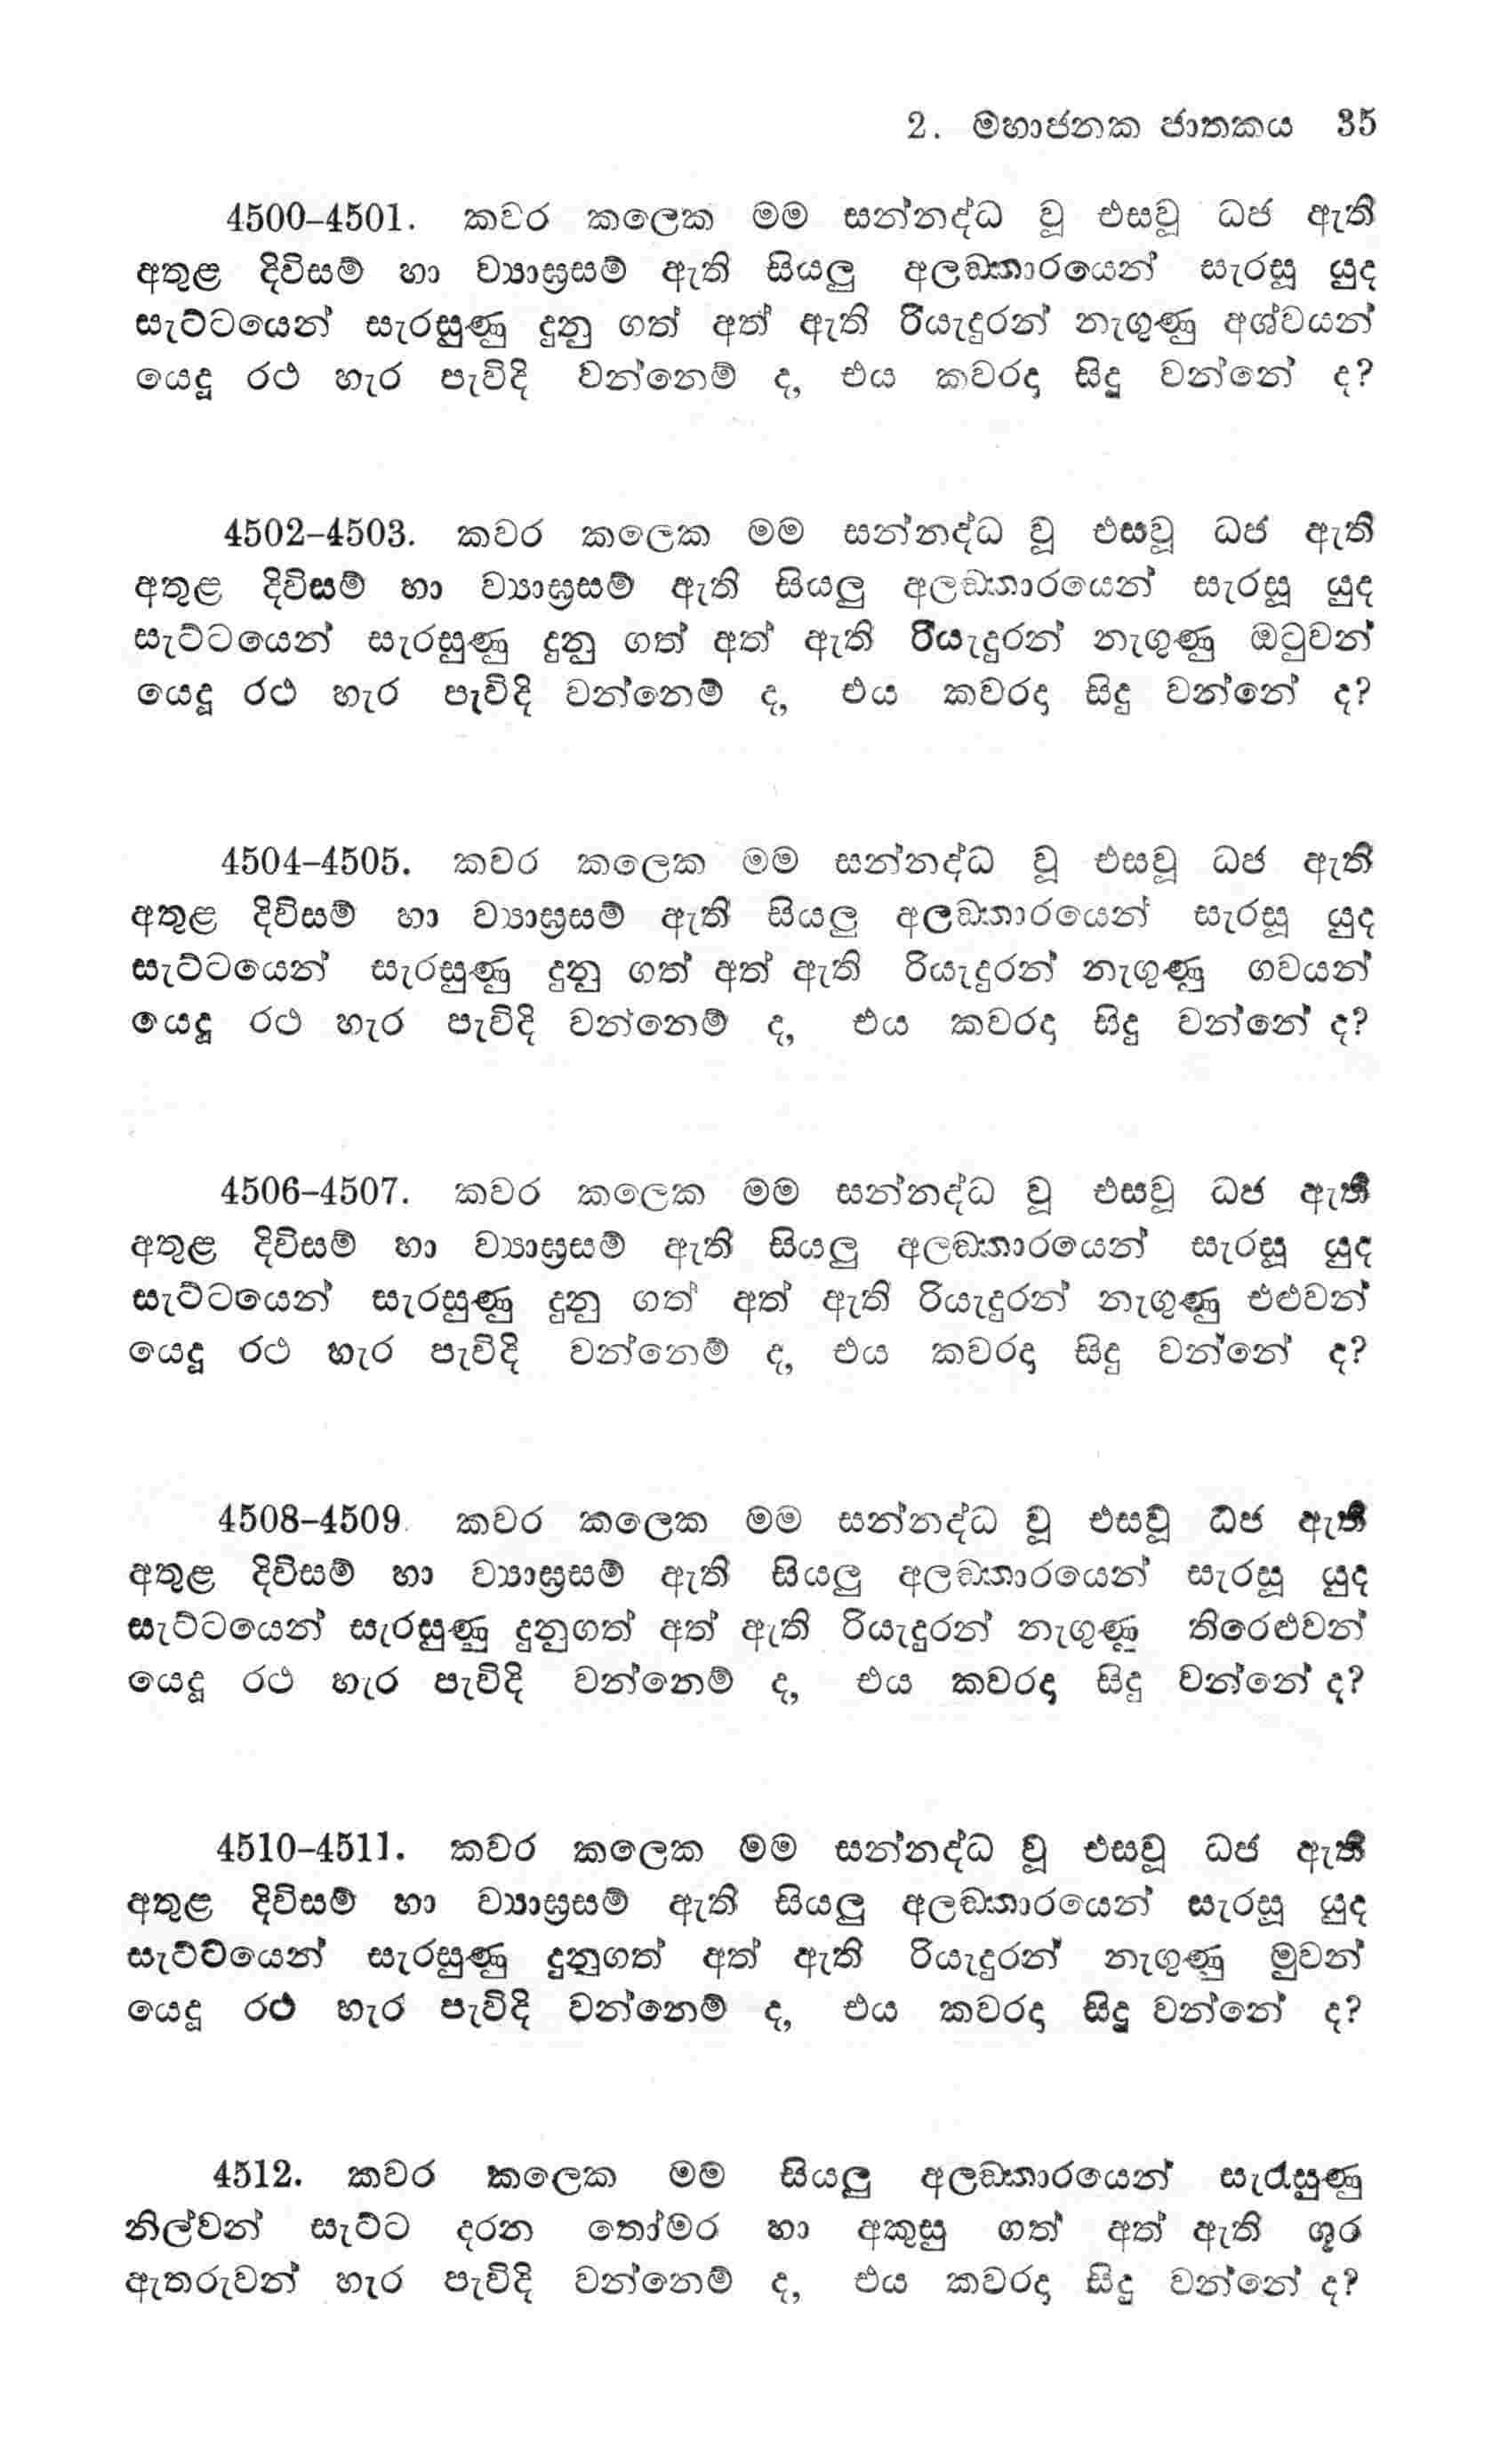 2. මහාජනක ජාතකය 35
4500–4501. කවර කලෙක මම සන්නද්ධ වූ එසවූ ධජ ඇති
අතුළ දිවිසම් හා ව්‍යාඝ්‍රසම් ඇති සියලු අලඞ්කාරයෙන් සැරසූ යුද
සැට්ටයෙන් සැරසුණු දුනු ගත් අත් ඇති රියැදුරන් නැගුණු අශ්වයන්
යෙදූ රථ හැර පැවිදි වන්නෙම් ද, එය කවරදා සිදු වන්නේ ද?
4502–4503. කවර කලෙක මම සන්නද්ධ වූ එසවූ ධජ ඇති
අතුළ දිවිසම් හා ව්‍යාඝ්‍රසම් ඇති සියලු අලඞ්කාරයෙන් සැරසූ යුද
සැට්ටයෙන් සැරසුණු දුනු ගත් අත් ඇති රියැදුරන් නැගුණු ඔටුවන්
යෙදූ රථ හැර පැවිදි වන්නෙම් ද, එය කවරදා සිදු වන්නේ ද?
4504–4505. කවර කලෙක මම සන්නද්ධ වූ එසවූ ධජ ඇති
අතුළ දිවිසම් හා ව්‍යාඝ්‍රසම් ඇති සියලු අලඞ්කාරයෙන් සැරසූ යුද
සැට්ටයෙන් සැරසුණු දුනු ගත් අත් ඇති රියැදුරන් නැගුණු ගවයන්
යෙදූ රථ හැර පැවිදි වන්නෙම් ද, එය කවරදා සිදු වන්නේ ද?
4506–4507. කවර කලෙක මම සන්නද්ධ වූ එසවූ ධජ ඇති
අතුළ දිවිසම් හා ව්‍යාඝ්‍රසම් ඇති සියලු අලඞ්කාරයෙන් සැරසූ යුද
සැට්ටයෙන් සැරසුණු දුනු ගත් අත් ඇති රියැදුරන් නැගුණු එළුවන්
යෙදූ රථ හැර පැවිදි වන්නෙම් ද, එය කවරදා සිදු වන්නේ ද?
4508–4509. කවර කලෙක මම සන්නද්ධ වූ එසවූ ධජ ඇති
අතුළ දිවිසම් හා ව්‍යාඝ්‍රසම් ඇති සියලු අලඞ්කාරයෙන් සැරසූ යුද
සැට්ටයෙන් සැරසුණු දුනුගත් අත් ඇති රියැදුරන් නැගුණු තිරෙළුවන්
යෙදූ රථ හැර පැවිදි වන්නෙම් ද, එය කවරදා සිදු වන්නේ ද?
4510–4511. කවර කලෙක මම සන්නද්ධ වූ එසවූ ධජ ඇති
අතුළ දිවිසම් හා ව්‍යාඝ්‍රසම් ඇති සියලු අලඞ්කාරයෙන් සැරසූ යුද
සැට්ටයෙන් සැරසුණු දුනුගත් අත් ඇති රියැදුරන් නැගුණු මුවන්
යෙදූ රථ හැර පැවිදි වන්නෙම් ද, එය කවරදා සිදු වන්නේ ද?
4512. කවර කලෙක මම සියලු අලඞ්කාරයෙන් සැරසුණු
නිල්වන් සැට්ට දරන තෝමර හා අකුසු ගත් අත් ඇති ශූර
ඇතරුවන් හැර පැවිදි වන්නෙම් ද, එය කවරදා සිදු වන්නේ ද?